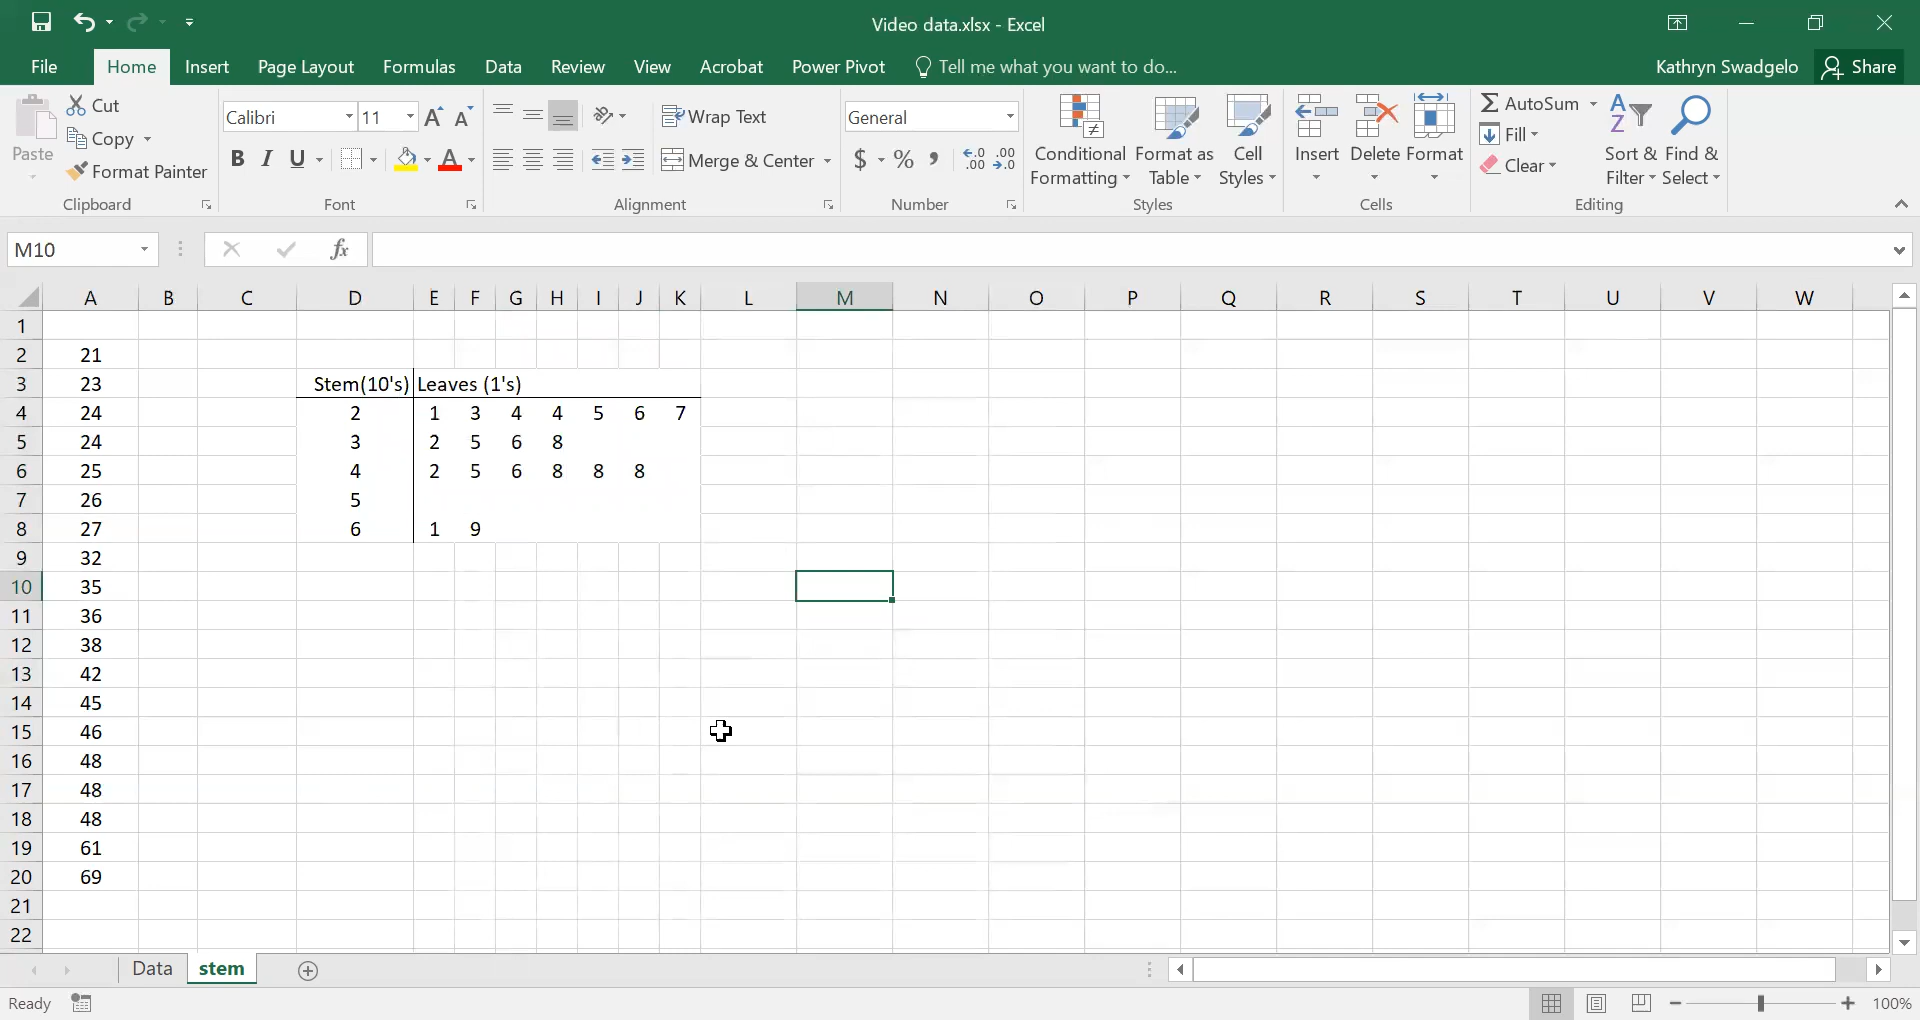 Video data.xlsx - Excel
File Home Insert Page Layout Formulas Data Review View Acrobat Power Pivot Tell me what you want to do... Kathryn Swadgelo Share
Paste Cut Copy Format Painter Clipboard
Calibri 11 A A B I U A Font
Wrap Text Merge & Center Alignment
General $ % , .0 .00 .00 .0 Number
Conditional Formatting Format as Table Cell Styles Styles
Insert Delete Format Cells
AutoSum Fill Clear Sort & Filter Find & Select Editing
M10 fx
A B C D E F G H I J K L M N O P Q R S T U V W
1
2 21
3 23 Stem(10's) Leaves (1's)
4 24 2 1 3 4 4 5 6 7
5 24 3 2 5 6 8
6 25 4 2 5 6 8 8 8
7 26 5
8 27 6 1 9
9 32
10 35
11 36
12 38
13 42
14 45
15 46
16 48
17 48
18 48
19 61
20 69
21
22
Data stem
Ready 100%